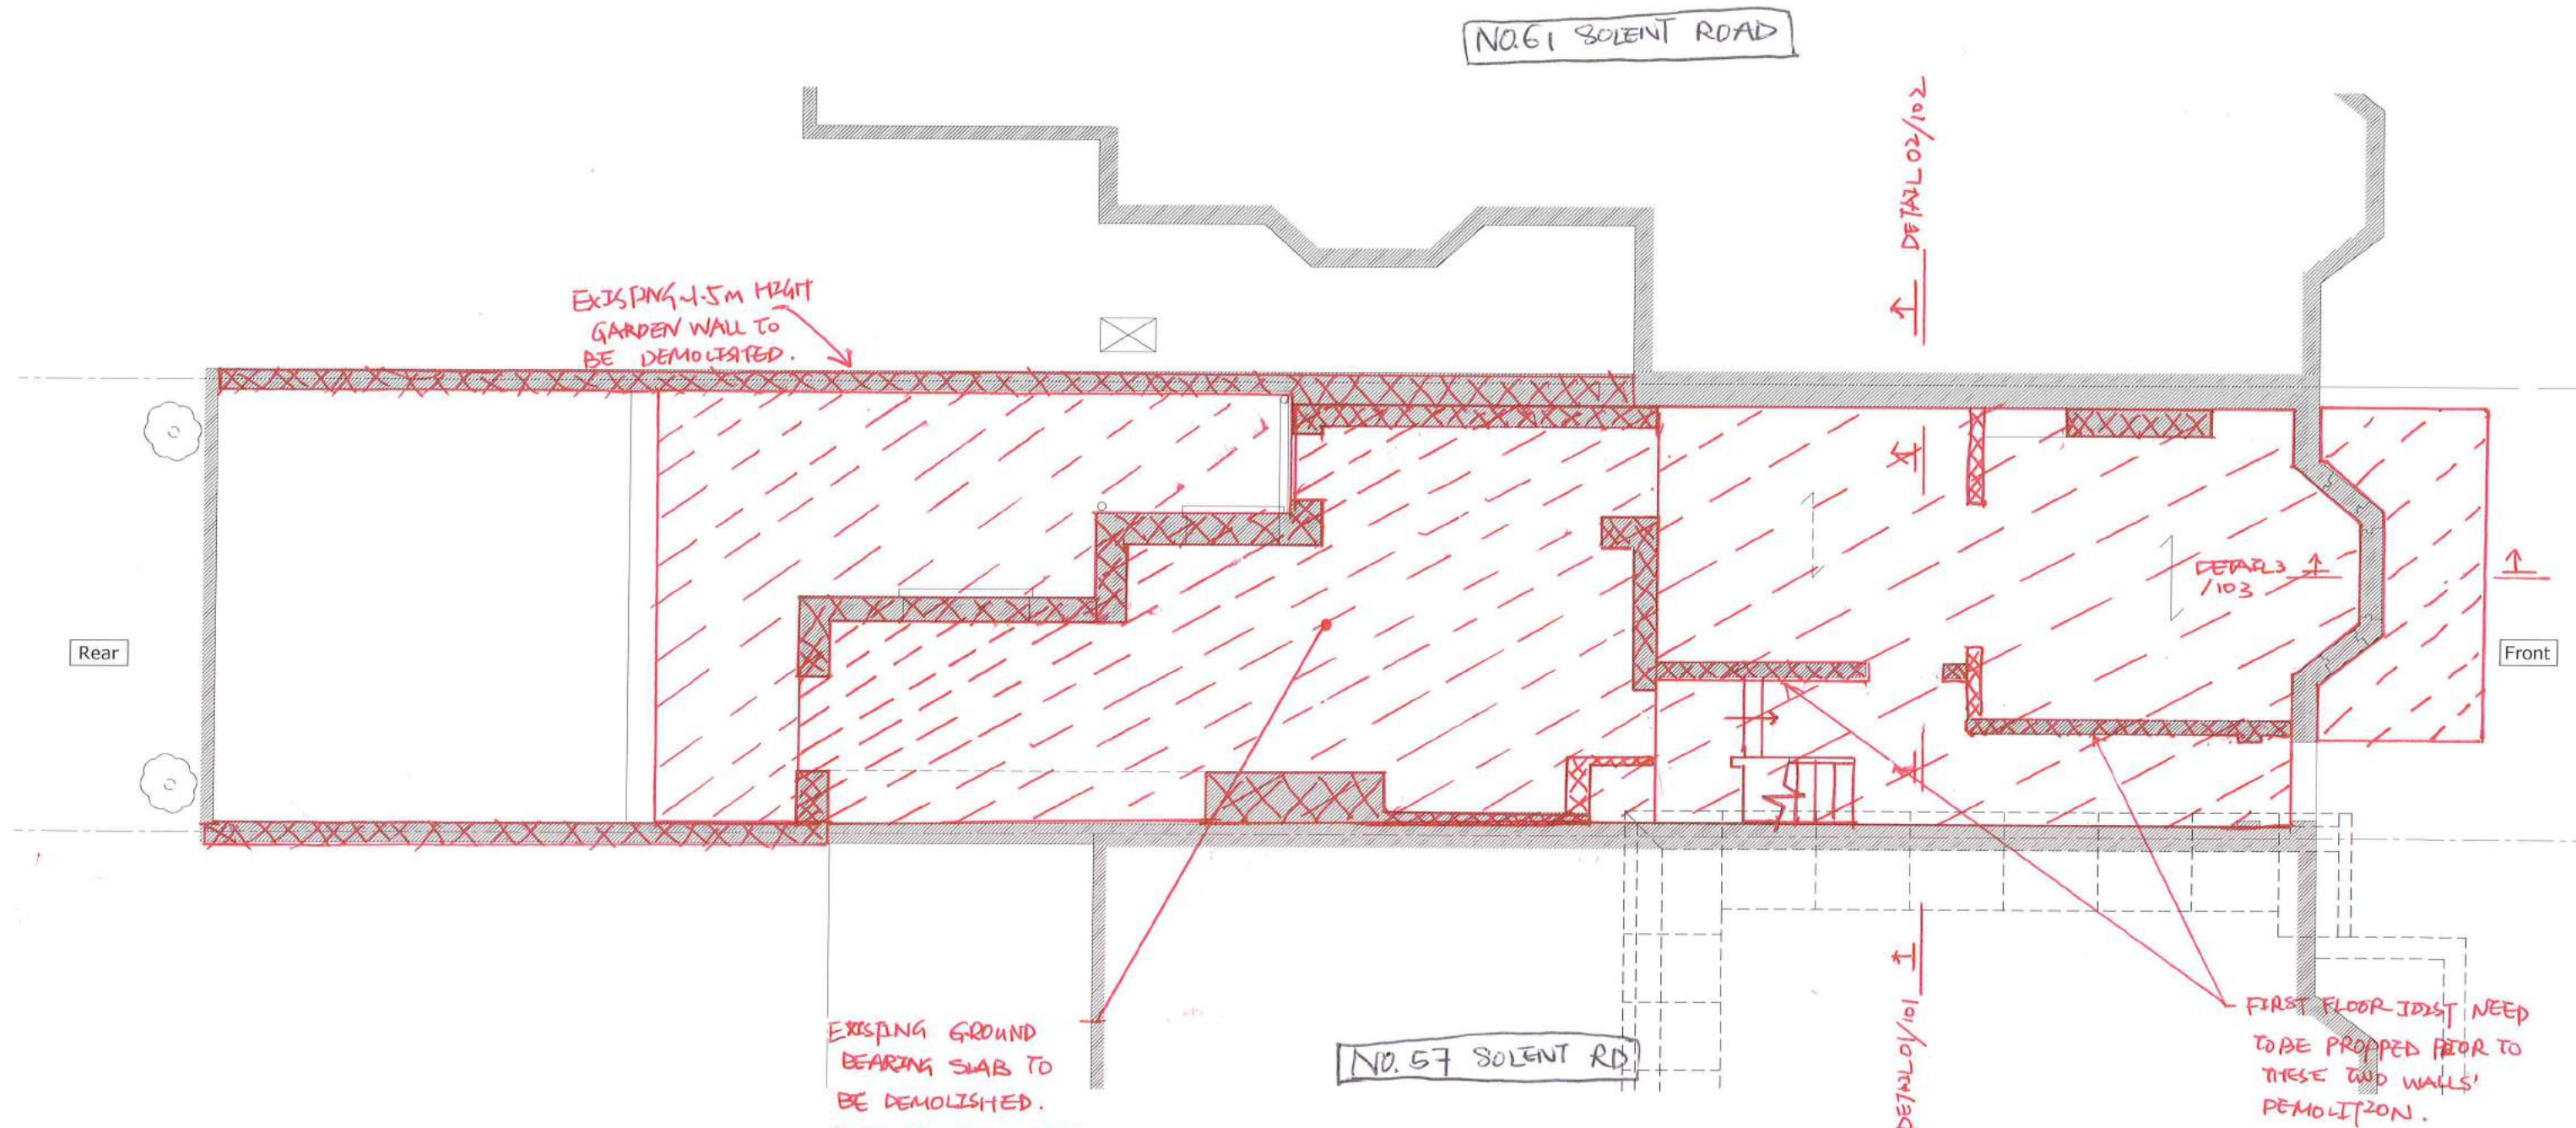 NO.61 SOLENT ROAD
DETAIL 02/102
EXISTING ~1.5m HIGH
GARDEN WALL TO
BE DEMOLISHED.
DETAIL 3
/103
Rear
Front
EXISTING GROUND
BEARING SLAB TO
BE DEMOLISHED.
NO. 57 SOLENT RD
DETAIL 01/101
FIRST FLOOR JOIST NEED
TO BE PROPPED PRIOR TO
THESE TWO WALLS'
DEMOLITION.